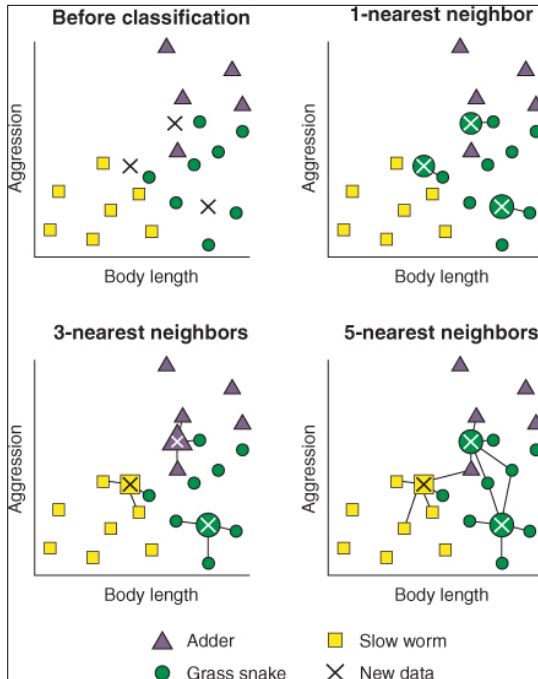 Before classification
1-nearest neighbor
Aggression
Body length
Aggression
Body length
3-nearest neighbors
5-nearest neighbors
Aggression
Body length
Aggression
Body length
Adder
Slow worm
Grass snake
New data